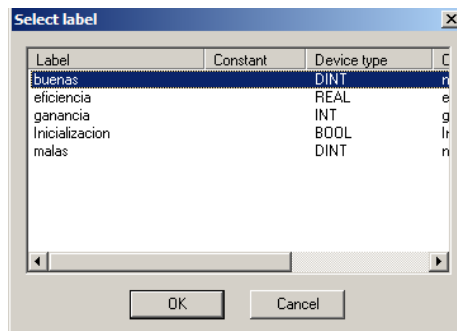 Select label
Label Constant Device type
buenas DINT n
eficiencia REAL e
ganancia INT g
Inicializacion BOOL
malas DINT n
OK Cancel